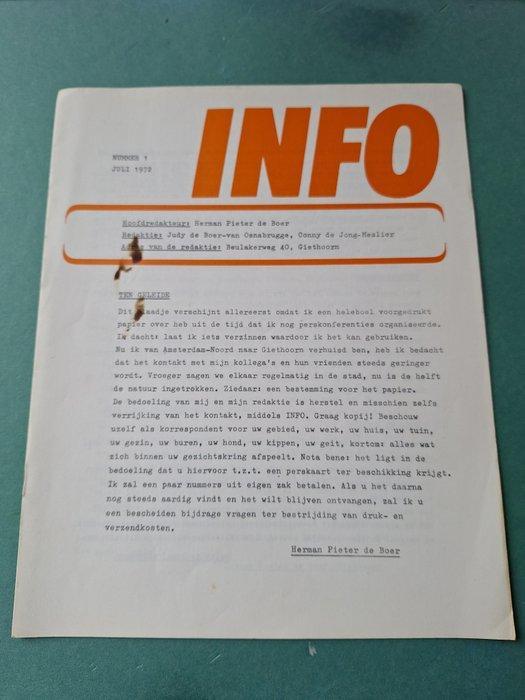 INFO
NUMMER 1
JULI 1972
Hoofdredakteur: Herman Pieter de Boer
Redaktie: Judy de Boer-van Osnabrugge, Conny de Jong-Meslier
Adres van de redaktie: Beulakerweg 40, Giethoorn
TEN GELEIDE
Dit blaadje verschijnt allereerst omdat ik een heleboel voorgedrukt
papier over heb uit de tijd dat ik nog perskonferenties organiseerde.
Ik dacht: laat ik iets verzinnen waardoor ik het kan gebruiken.
Nu ik van Amsterdam-Noord naar Giethoorn verhuisd ben, heb ik bedacht
dat het kontakt met mijn kollega's en hun vrienden steeds geringer
wordt. Vroeger zagen we elkaar regelmatig in de stad, nu is de helft
de natuur ingetrokken. Ziedaar: een bestemming voor het papier.
De bedoeling van mij en mijn redaktie is herstel en misschien zelfs
verrijking van het kontakt, middels INFO. Graag kopij! Beschouw
uzelf als korrespondent voor uw gebied, uw werk, uw huis, uw tuin,
uw gezin, uw buren, uw hond, uw kippen, uw geit, kortom: alles wat
zich binnen uw gezichtskring afspeelt. Nota bene: het ligt in de
bedoeling dat u hiervoor t.z.t. een perskaart ter beschikking krijgt.
Ik zal een paar nummers uit eigen zak betalen. Als u het daarna
nog steeds aardig vindt en het wilt blijven ontvangen, zal ik u
een bescheiden bijdrage vragen ter bestrijding van druk- en
verzendkosten.
Herman Pieter de Boer